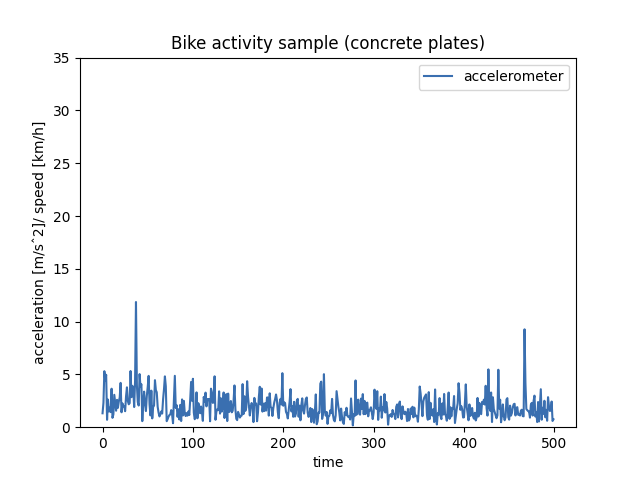 Bike activity sample (concrete plates)
accelerometer
35
30
25
20
15
10
5
0
acceleration [m/sˆ2]/ speed [km/h]
0 100 200 300 400 500
time